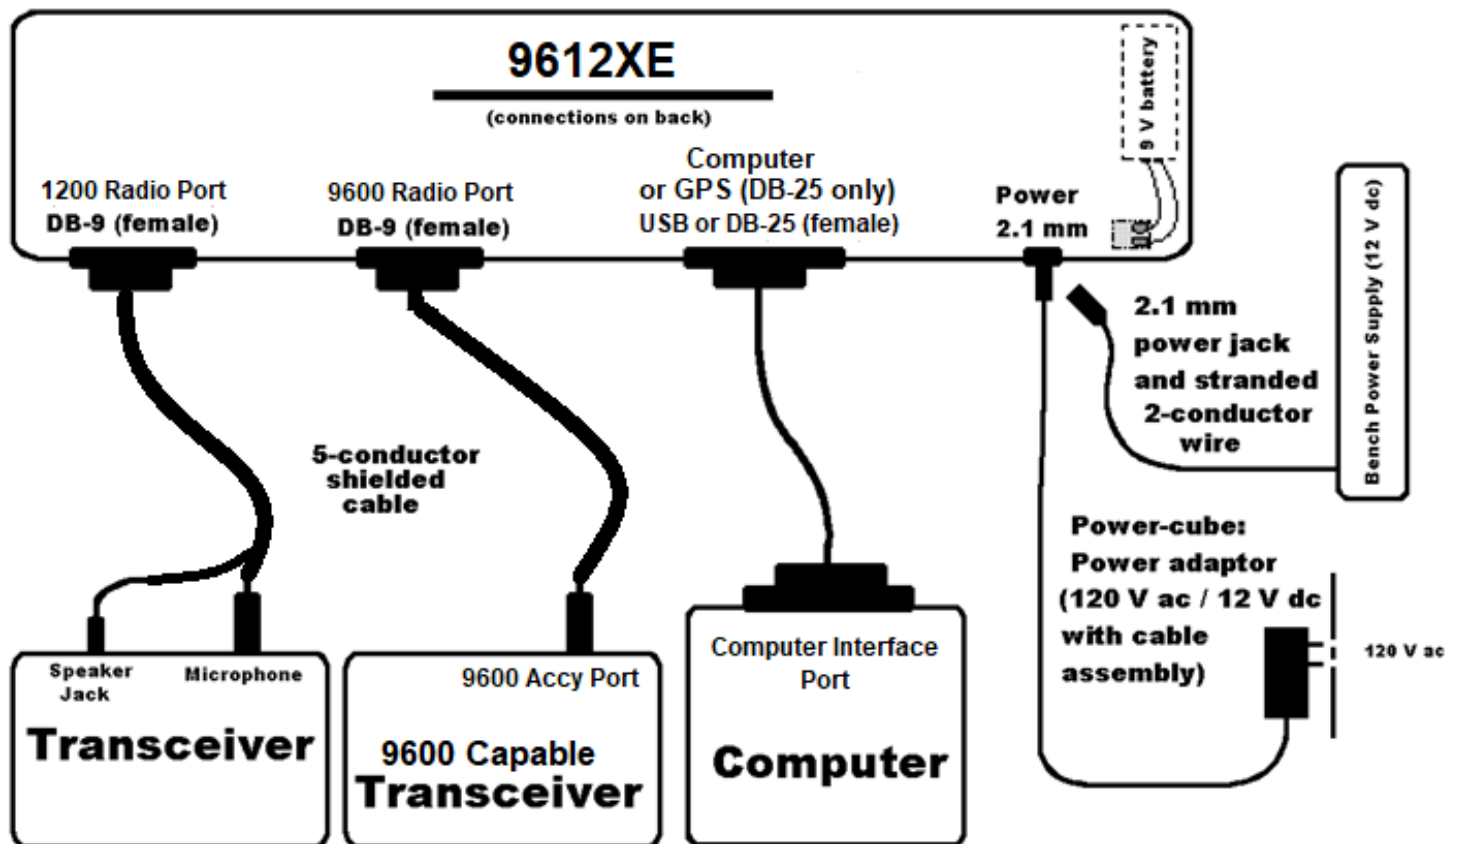 9612XE
(connections on back)
9 V battery
1200 Radio Port
DB-9 (female)
9600 Radio Port
DB-9 (female)
Computer
or GPS (DB-25 only)
USB or DB-25 (female)
Power
2.1 mm
Bench Power Supply (12 V dc)
2.1 mm
power jack
and stranded
2-conductor
wire
5-conductor
shielded
cable
Power-cube:
Power adaptor
(120 V ac / 12 V dc
with cable
assembly)
120 V ac
Speaker
Jack
Microphone
Transceiver
9600 Accy Port
9600 Capable
Transceiver
Computer Interface
Port
Computer